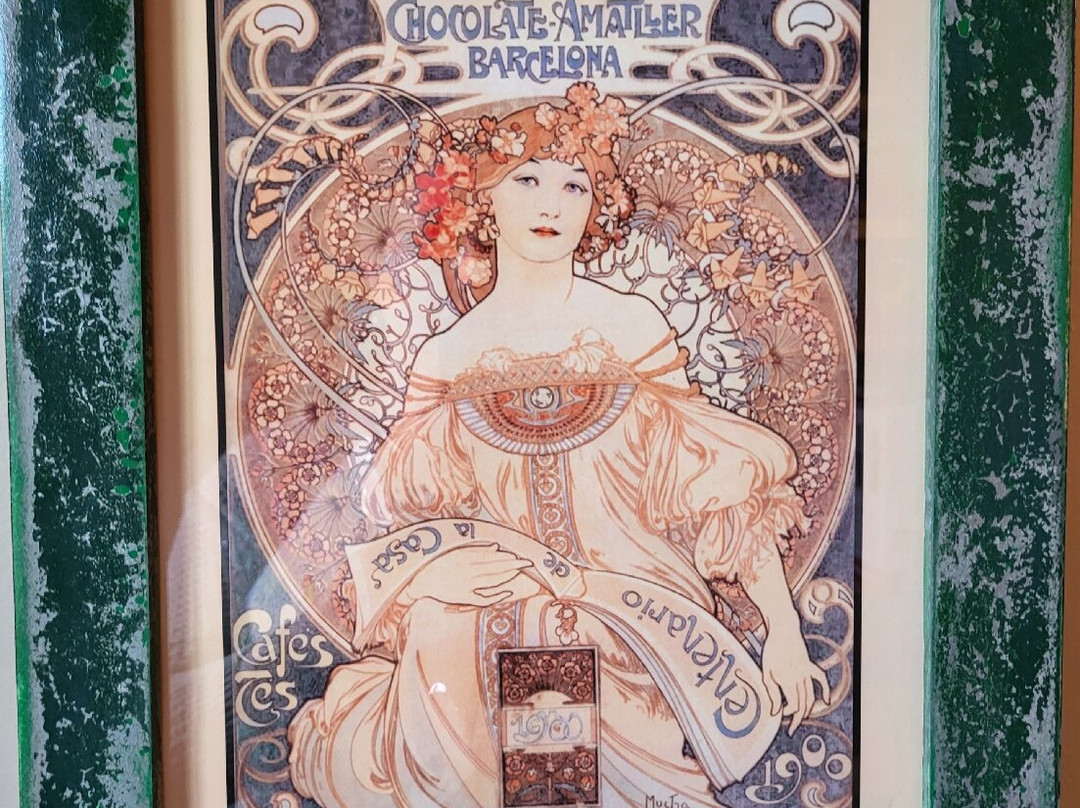 CHOCOLATE-AMATLLER
BARCELONA
Cafes
Tes
Centenario
de
la Casa
1900
1900
Mucha